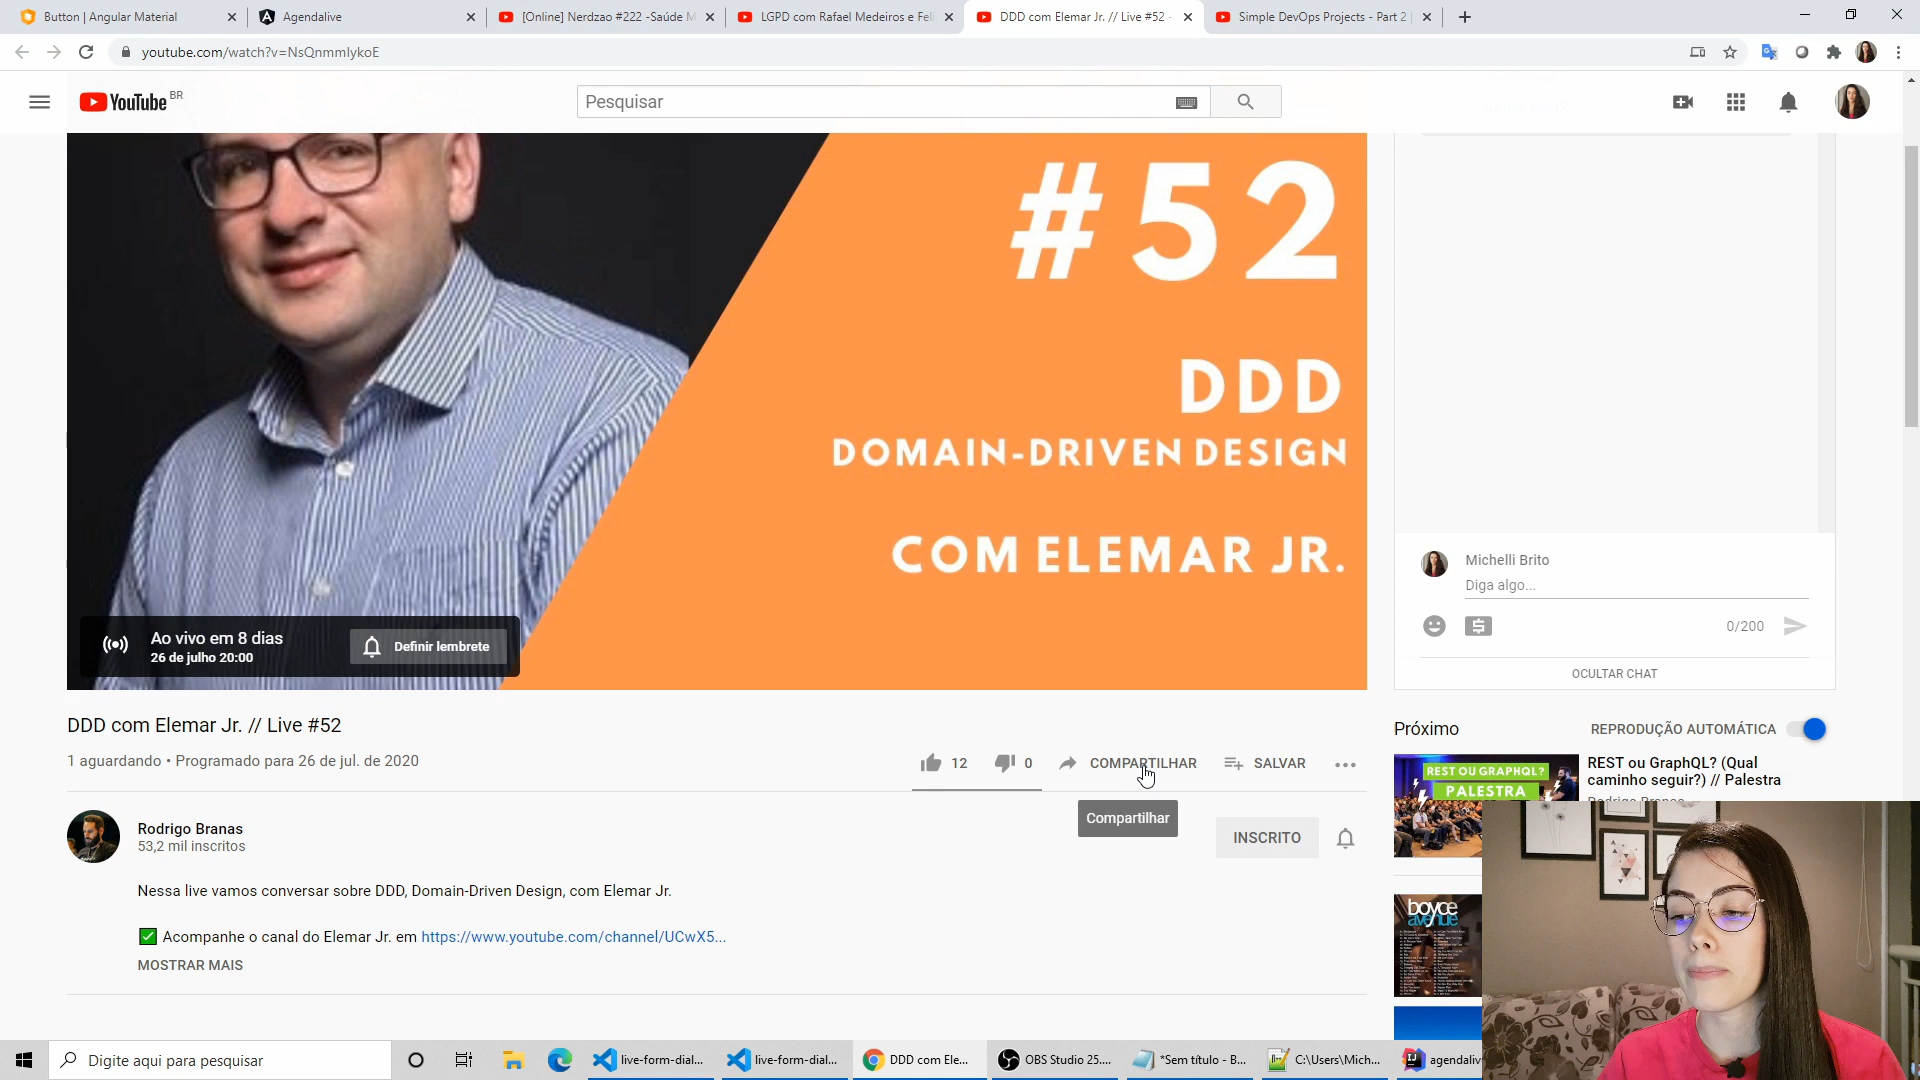 Button | Angular Material
Agendalive
[Online] Nerdzao #222 -Saúde M
LGPD com Rafael Medeiros e Feli
DDD com Elemar Jr. // Live #52 -
Simple DevOps Projects - Part 2 |
youtube.com/watch?v=NsQnmmlykoE
YouTube BR
Pesquisar
#52
DDD
DOMAIN-DRIVEN DESIGN
COM ELEMAR JR.
Ao vivo em 8 dias
26 de julho 20:00
Definir lembrete
Michelli Brito
Diga algo...
0/200
OCULTAR CHAT
DDD com Elemar Jr. // Live #52
1 aguardando • Programado para 26 de jul. de 2020
12
0
COMPARTILHAR
SALVAR
Compartilhar
Rodrigo Branas
53,2 mil inscritos
INSCRITO
Nessa live vamos conversar sobre DDD, Domain-Driven Design, com Elemar Jr.
Acompanhe o canal do Elemar Jr. em https://www.youtube.com/channel/UCwX5...
MOSTRAR MAIS
Próximo
REPRODUÇÃO AUTOMÁTICA
REST OU GRAPHQL?
PALESTRA
REST ou GraphQL? (Qual
caminho seguir?) // Palestra
boyce
avenue
Digite aqui para pesquisar
live-form-dial...
live-form-dial...
DDD com Ele...
OBS Studio 25....
*Sem título - B...
C:\Users\Mich...
agendaliv